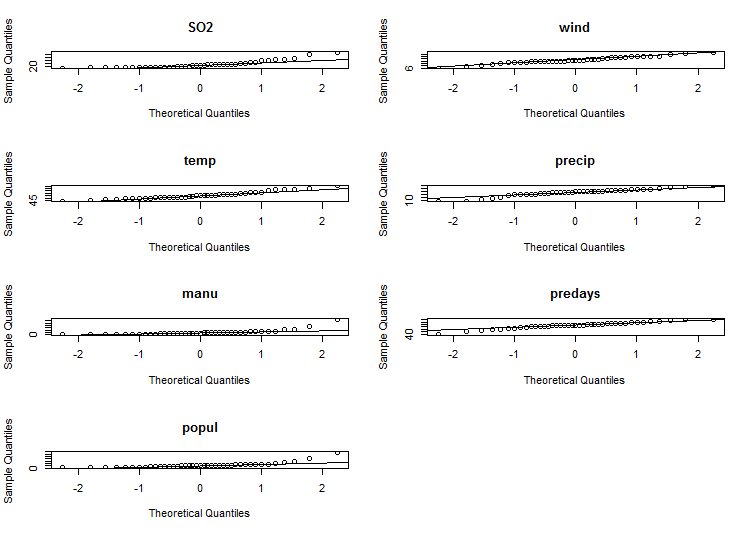 SO2
Sample Quantiles
20
-2 -1 0 1 2
Theoretical Quantiles
wind
Sample Quantiles
6
-2 -1 0 1 2
Theoretical Quantiles
temp
Sample Quantiles
45
-2 -1 0 1 2
Theoretical Quantiles
precip
Sample Quantiles
10
-2 -1 0 1 2
Theoretical Quantiles
manu
Sample Quantiles
0
-2 -1 0 1 2
Theoretical Quantiles
predays
Sample Quantiles
40
-2 -1 0 1 2
Theoretical Quantiles
popul
Sample Quantiles
0
-2 -1 0 1 2
Theoretical Quantiles